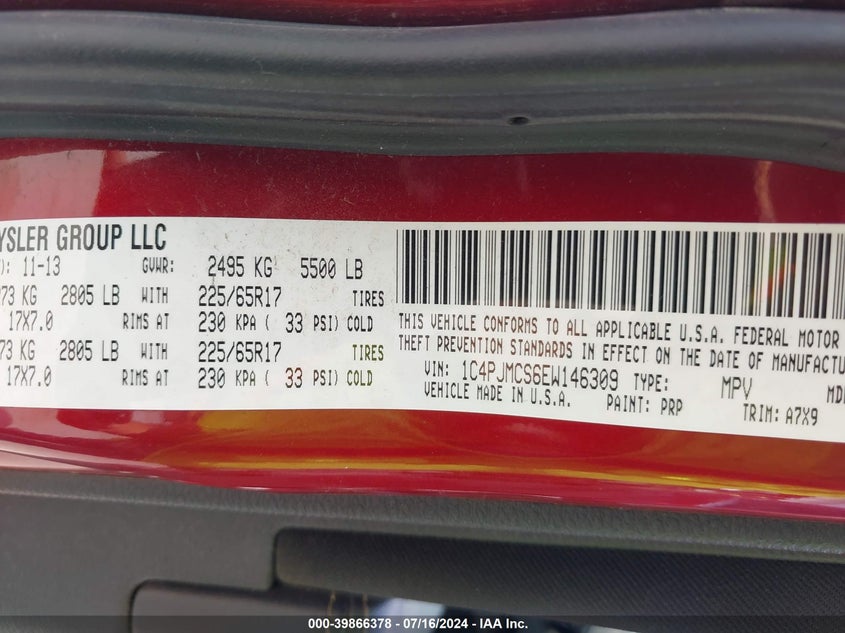 YSLER GROUP LLC
): 11-13 GVWR: 2495 KG 5500 LB
73 KG 2805 LB WITH 225/65R17 TIRES
17X7.0 RIMS AT 230 KPA ( 33 PSI) COLD
73 KG 2805 LB WITH 225/65R17 TIRES
17X7.0 RIMS AT 230 KPA ( 33 PSI) COLD
THIS VEHICLE CONFORMS TO ALL APPLICABLE U.S.A. FEDERAL MOTOR
THEFT PREVENTION STANDARDS IN EFFECT ON THE DATE OF MANUFACTU
VIN: 1C4PJMCS6EW146309 TYPE: MPV MD
VEHICLE MADE IN U.S.A. PAINT: PRP TRIM: A7X9
000-39866378 - 07/16/2024 - IAA Inc.